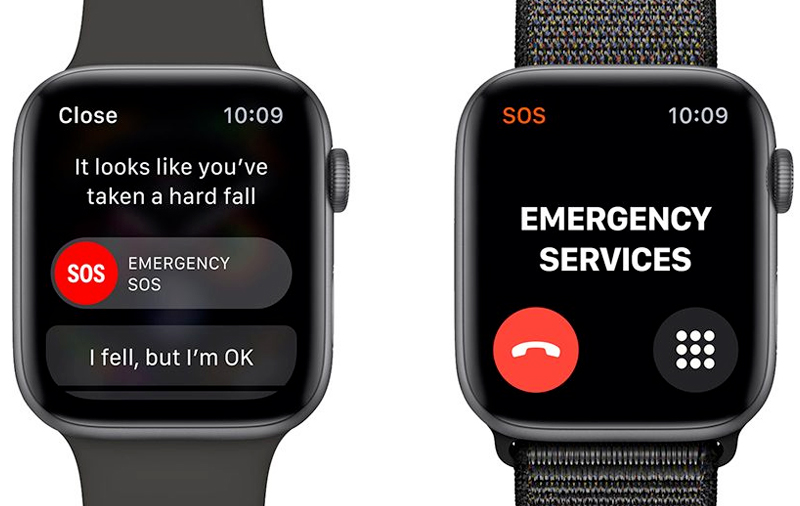 Close 10:09
It looks like you've
taken a hard fall
SOS EMERGENCY
SOS
I fell, but I'm OK
SOS 10:09
EMERGENCY
SERVICES